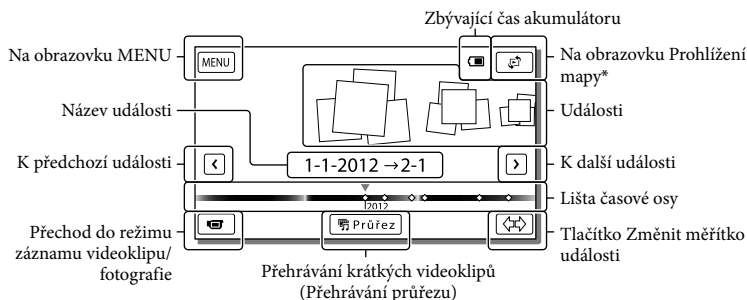 Zbývající čas akumulátoru
Na obrazovku MENU
MENU
Na obrazovku Prohlížení
mapy*
Název události
Události
K předchozí události
1-1-2012 →2-1
K další události
2012
Lišta časové osy
Přechod do režimu
záznamu videoklipu/
fotografie
Průřez
Tlačítko Změnit měřítko
události
Přehrávání krátkých videoklipů
(Přehrávání průřezu)